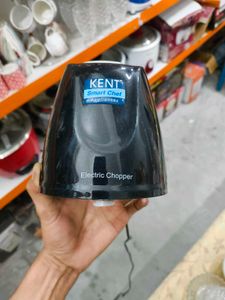 KENT
Smart Chef
Appliances
Electric Chopper